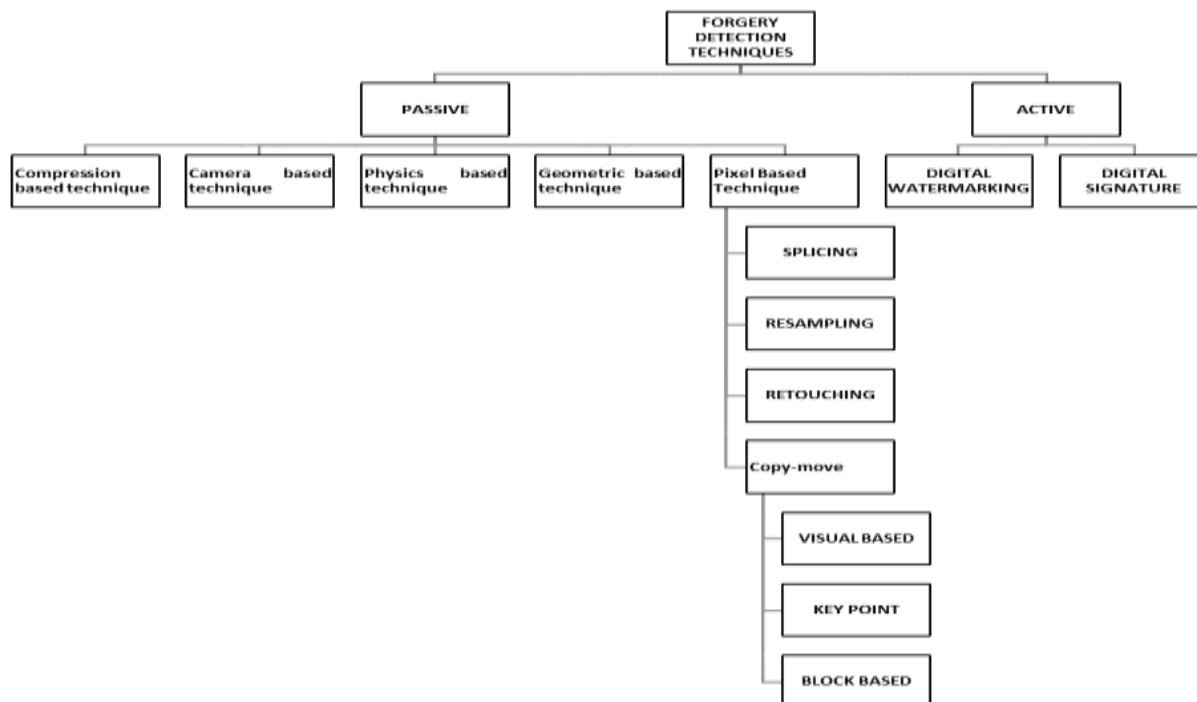 FORGERY
DETECTION
TECHNIQUES
PASSIVE
ACTIVE
Compression
based technique
Camera based
technique
Physics based
technique
Geometric based
technique
Pixel Based
Technique
DIGITAL
WATERMARKING
DIGITAL
SIGNATURE
SPLICING
RESAMPLING
RETOUCHING
Copy-move
VISUAL BASED
KEY POINT
BLOCK BASED